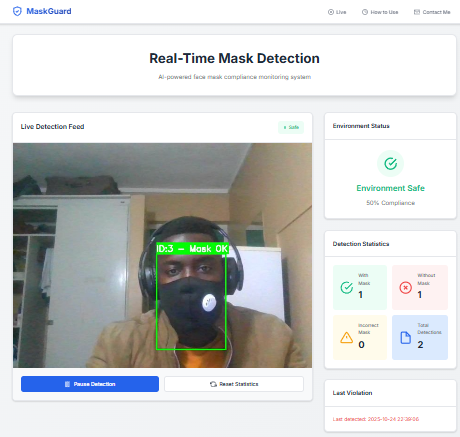 MaskGuard
Live
How to Use
Contact Me
Real-Time Mask Detection
AI-powered face mask compliance monitoring system
Live Detection Feed
Safe
ID:3 - Mask OK
Pause Detection
Reset Statistics
Environment Status
Environment Safe
50% Compliance
Detection Statistics
With
Mask
1
Without
Mask
1
Incorrect
Mask
0
Total
Detections
2
Last Violation
Last detected: 2025-10-24 22:38:06